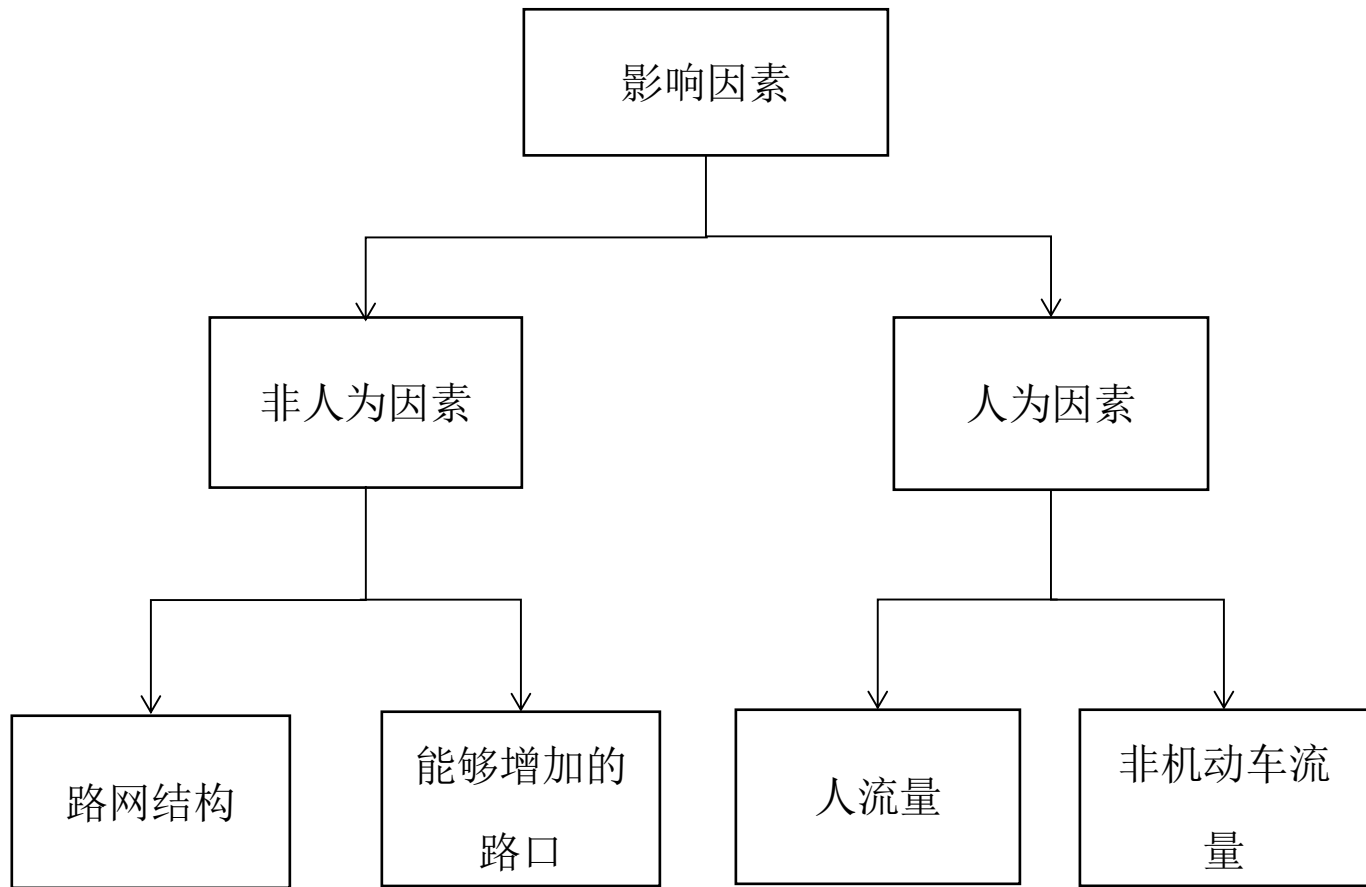 影响因素
非人为因素
人为因素
路网结构
能够增加的
路口
人流量
非机动车流
量